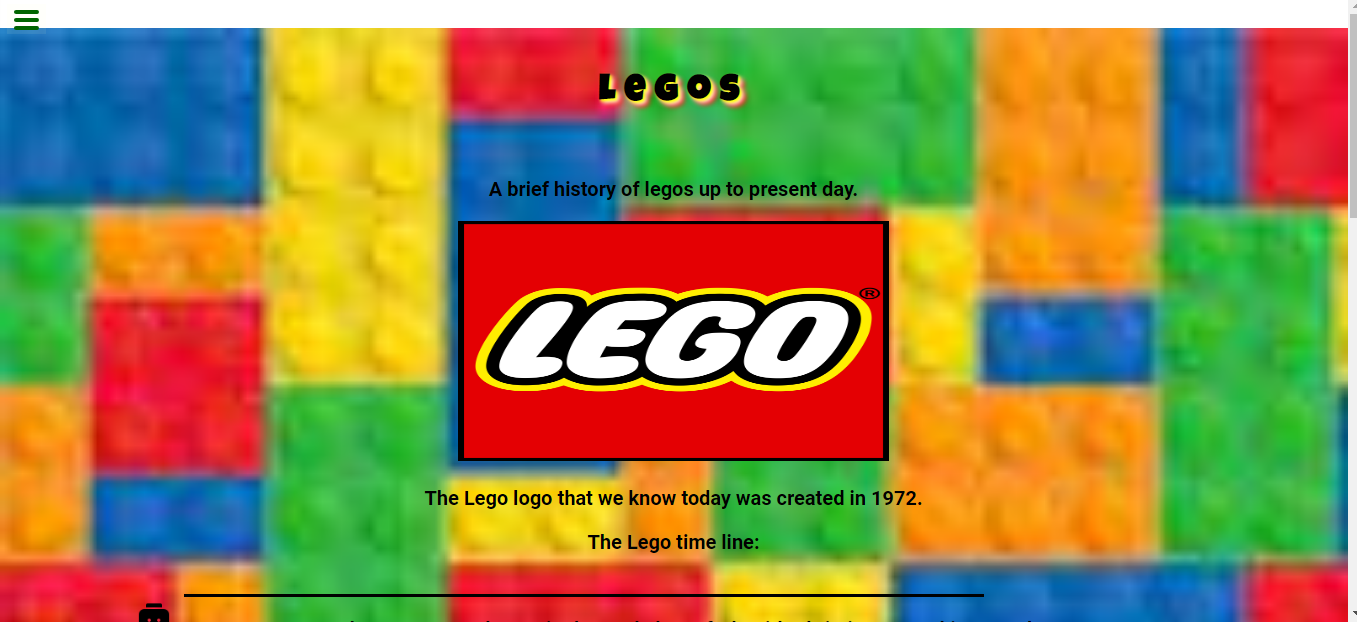 LeGOS
A brief history of legos up to present day.
LEGO®
The Lego logo that we know today was created in 1972.
The Lego time line: